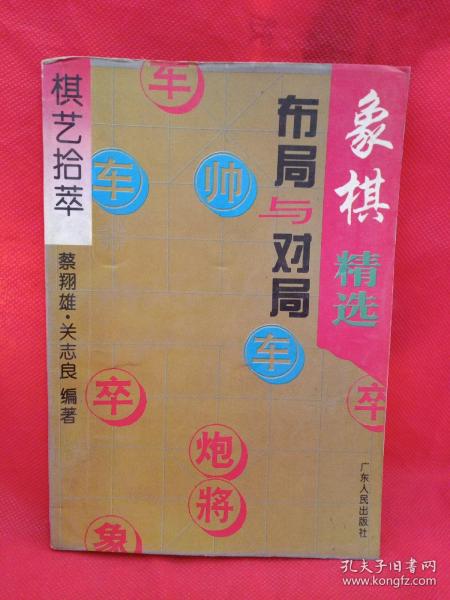 象棋
精选
布局与对局
棋艺拾萃
蔡翔雄·关志良 编著
车
车
帅
车
卒
卒
炮
將
象
广东人民出版社
孔夫子旧书网
www.kongfz.com